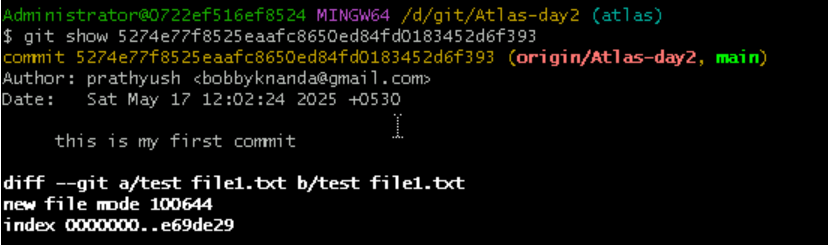 Administrator@0722ef516ef8524 MINGW64 /d/git/Atlas-day2 (atlas)
$ git show 5274e77f8525eaafc8650ed84fd0183452d6f393
commit 5274e77f8525eaafc8650ed84fd0183452d6f393 (origin/Atlas-day2, main)
Author: prathyush <bobbyknanda@gmail.com>
Date:   Sat May 17 12:02:24 2025 +0530
    this is my first commit
diff --git a/test file1.txt b/test file1.txt
new file mode 100644
index 0000000..e69de29